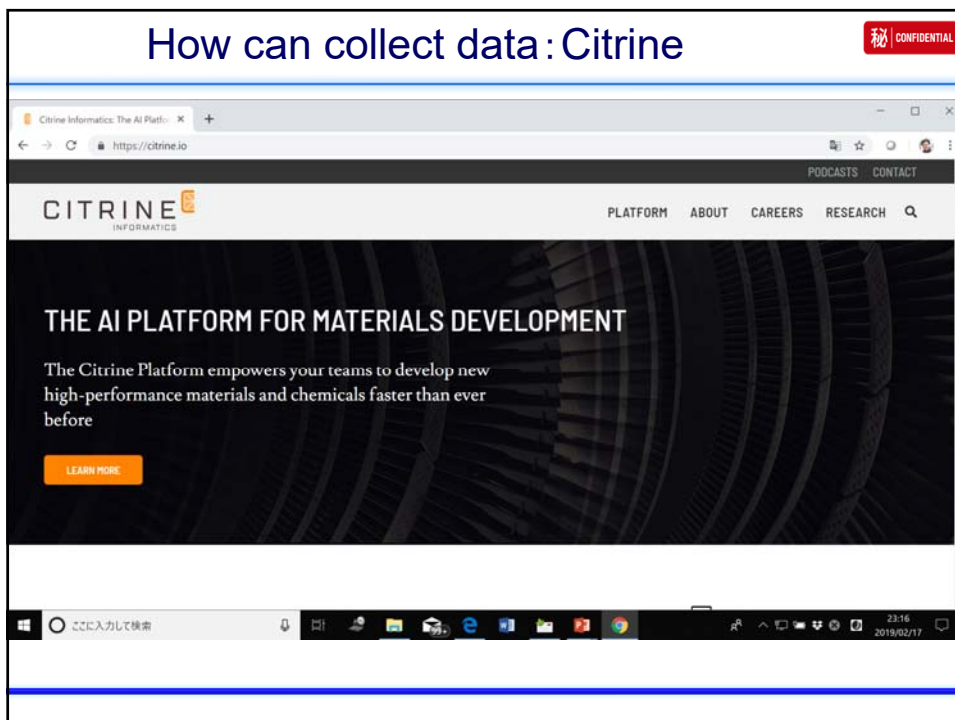 How can collect data：Citrine
秘 CONFIDENTIAL
Citrine Informatics: The AI Platfo
https://citrine.io
PODCASTS CONTACT
CITRINE
INFORMATICS
PLATFORM ABOUT CAREERS RESEARCH
THE AI PLATFORM FOR MATERIALS DEVELOPMENT
The Citrine Platform empowers your teams to develop new
high-performance materials and chemicals faster than ever
before
LEARN MORE
ここに入力して検索
99+
23:16
2019/02/17